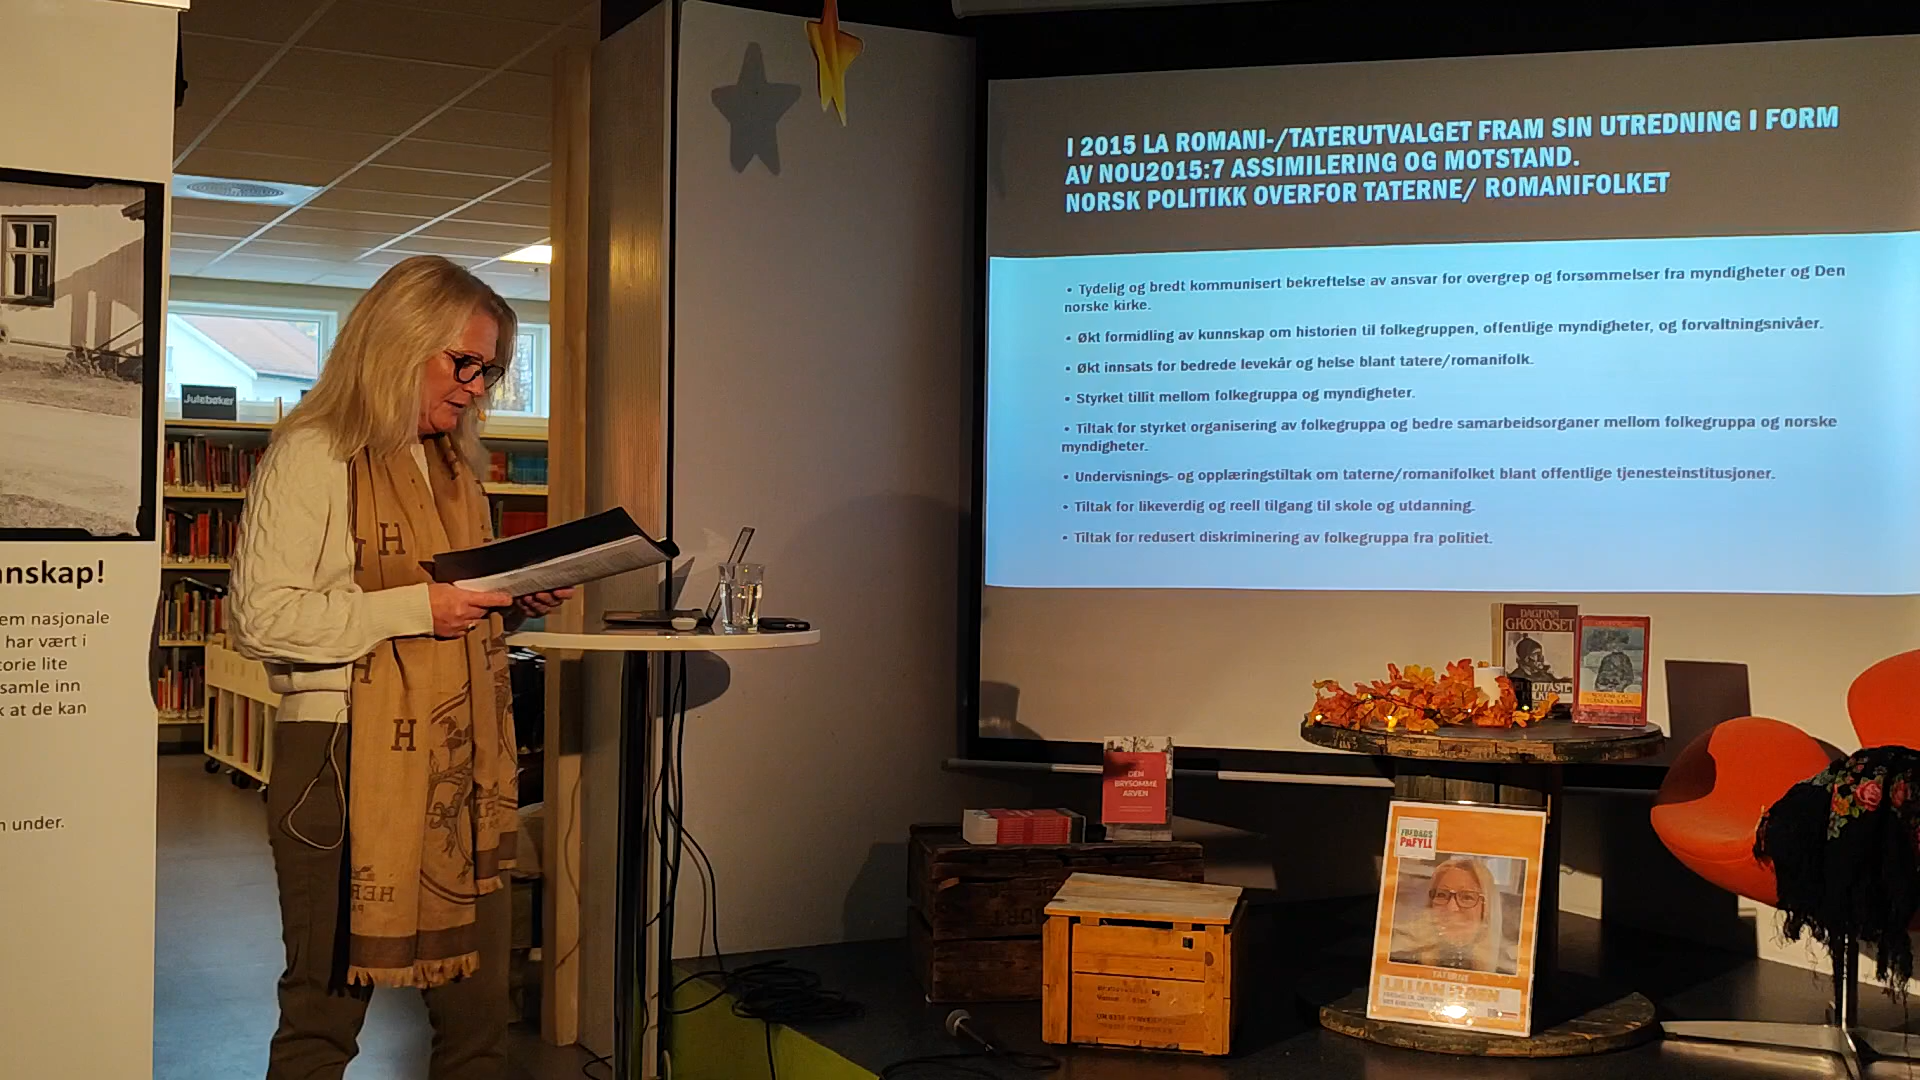 I 2015 LA ROMANI-/TATERUTVALGET FRAM SIN UTREDNING I FORM
AV NOU2015:7 ASSIMILERING OG MOTSTAND.
NORSK POLITIKK OVERFOR TATERNE/ ROMANIFOLKET
• Tydelig og bredt kommunisert bekreftelse av ansvar for overgrep og forsømmelser fra myndigheter og Den
norske kirke.
• Økt formidling av kunnskap om historien til folkegruppen, offentlige myndigheter, og forvaltningsnivåer.
• Økt innsats for bedrede levekår og helse blant tatere/romanifolk.
• Styrket tillit mellom folkegruppa og myndigheter.
• Tiltak for styrket organisering av folkegruppa og bedre samarbeidsorganer mellom folkegruppa og norske
myndigheter.
• Undervisnings- og opplæringstiltak om taterne/romanifolket blant offentlige tjenesteinstitusjoner.
• Tiltak for likeverdig og reell tilgang til skole og utdanning.
• Tiltak for redusert diskriminering av folkegruppa fra politiet.
Julebøker
nnskap!
em nasjonale
har vært i
torie lite
samle inn
k at de kan
n under.
H
H
H
DAGFINN
GRØNOSET
DEN
BRYSOMME
ARVEN
FREDAGS
PÅFYLL
TATERNE
LILLIAN